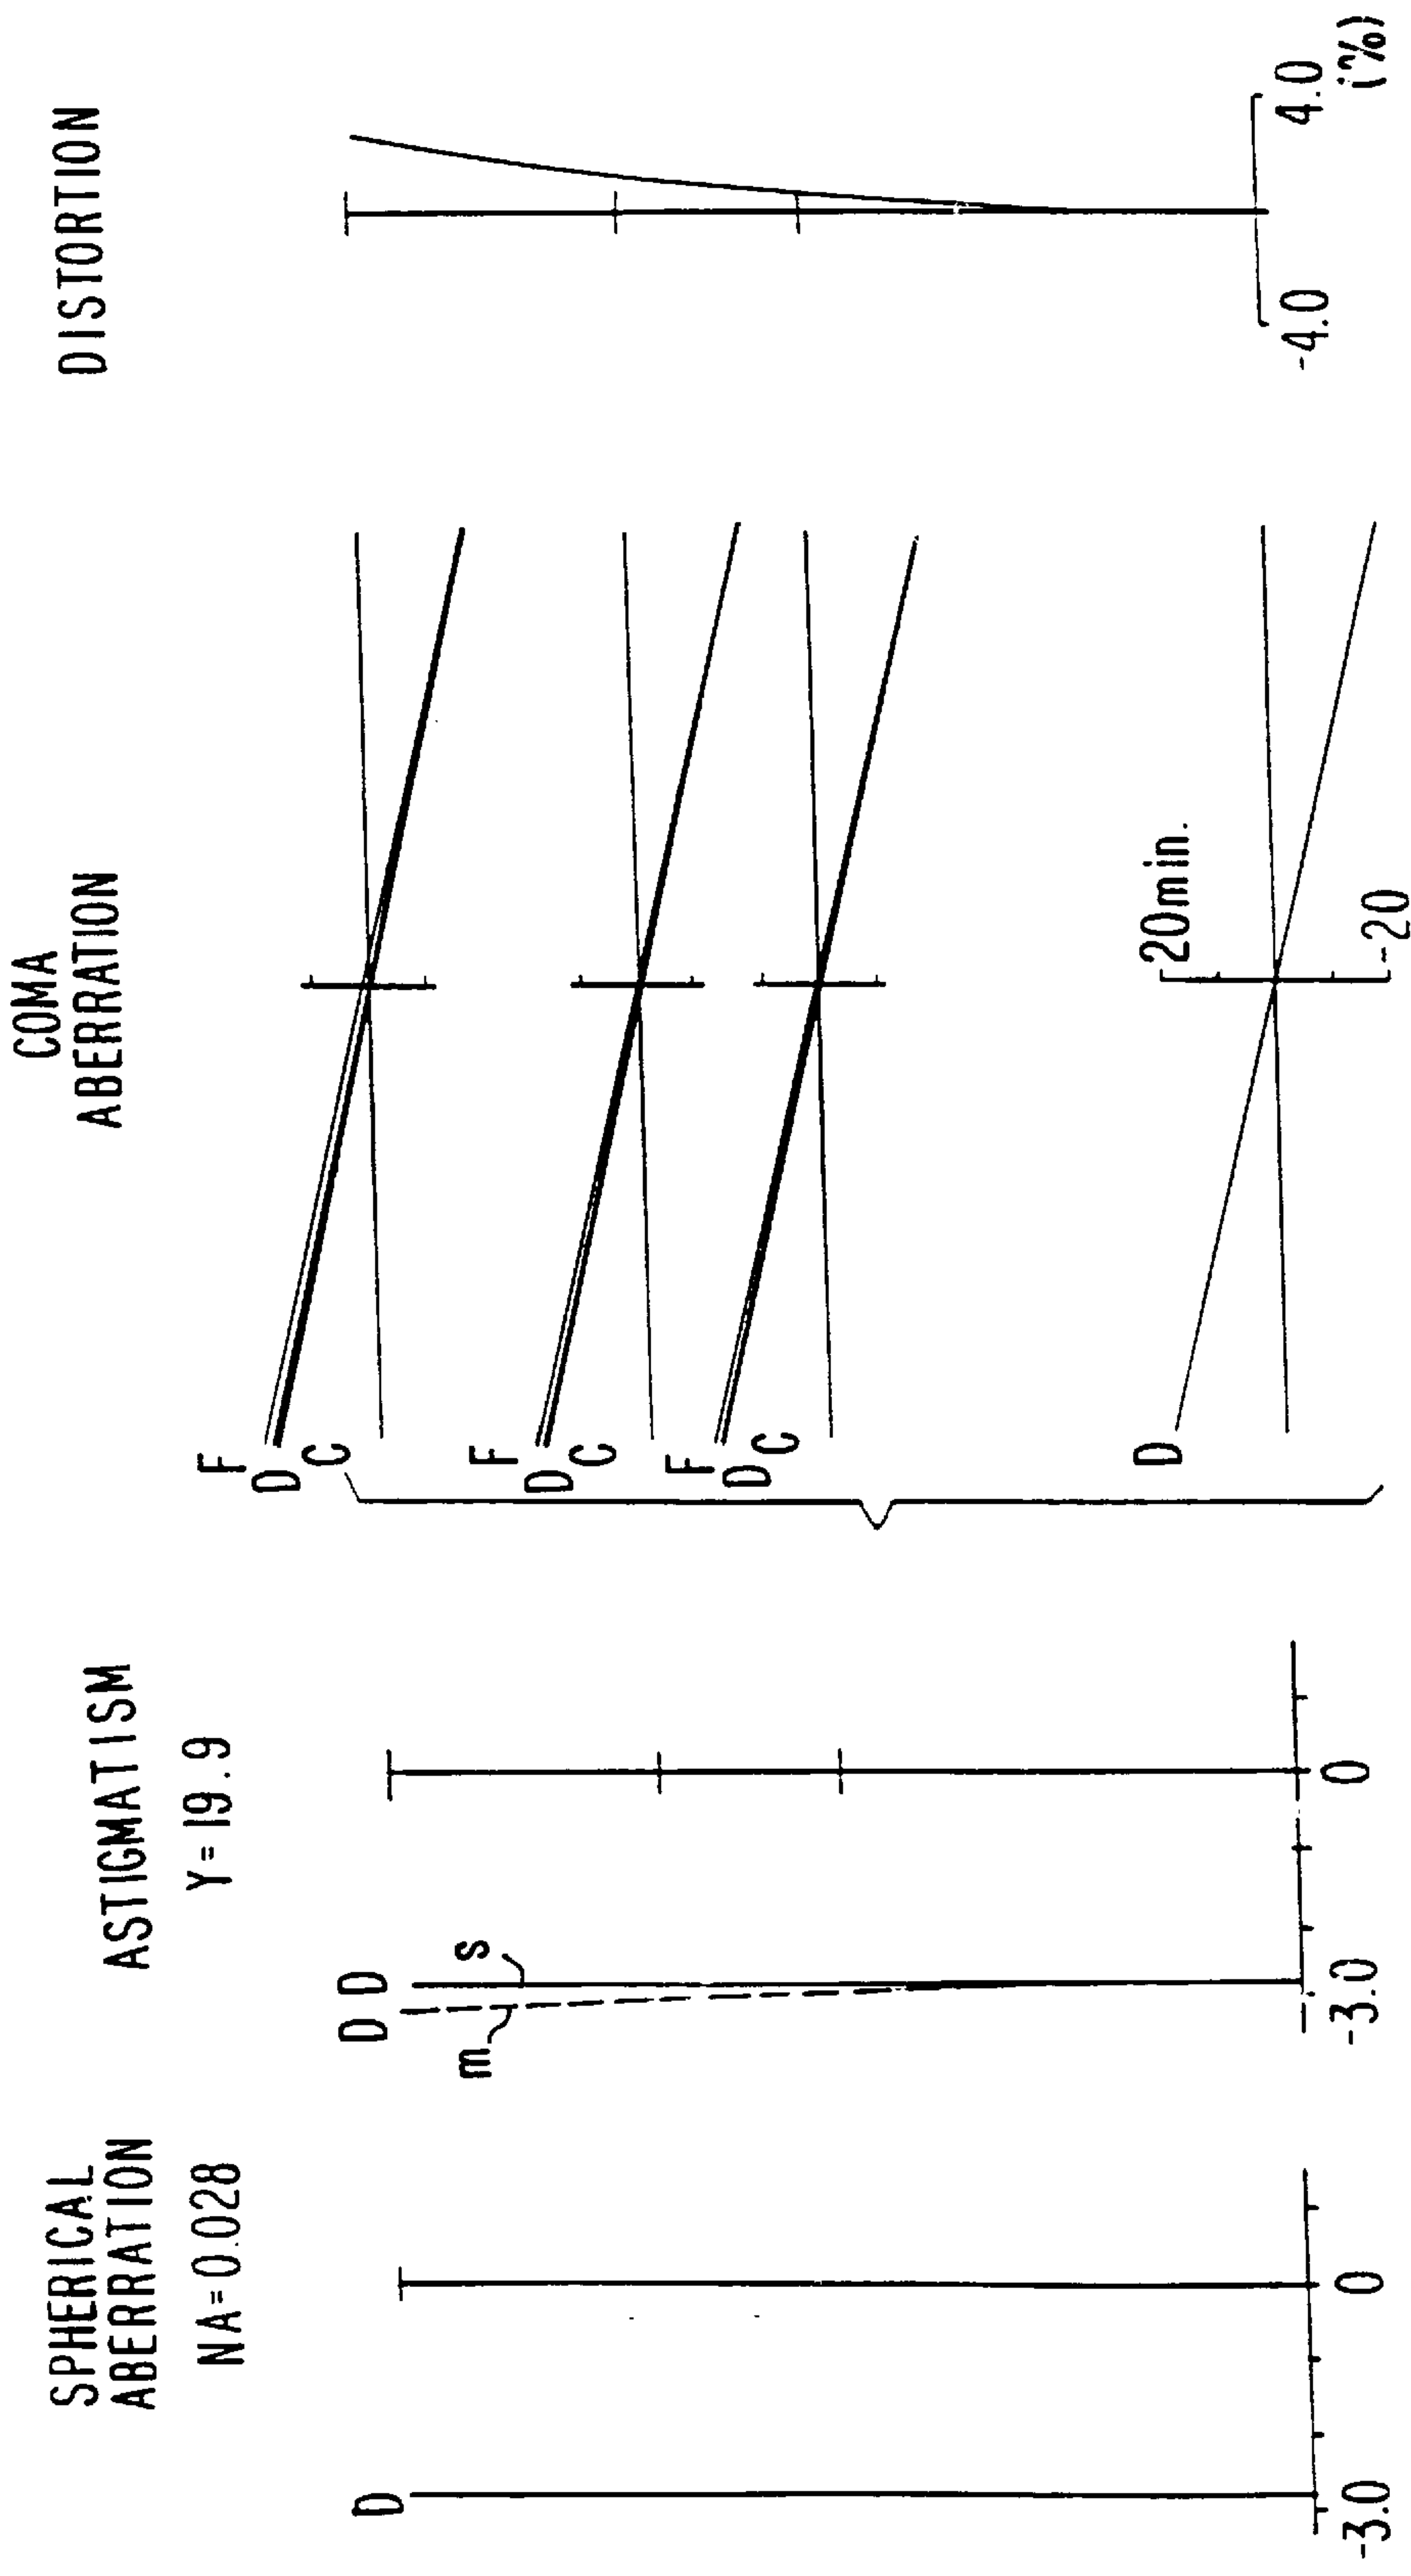 SPHERICAL
ABERRATION
NA=0.028
D
-3.0
0
ASTIGMATISM
Y=19.9
D D
m
s
-3.0
0
COMA
ABERRATION
F
D
C
F
D
C
F
D
C
D
20min.
-20
DISTORTION
-4.0
4.0
(%)